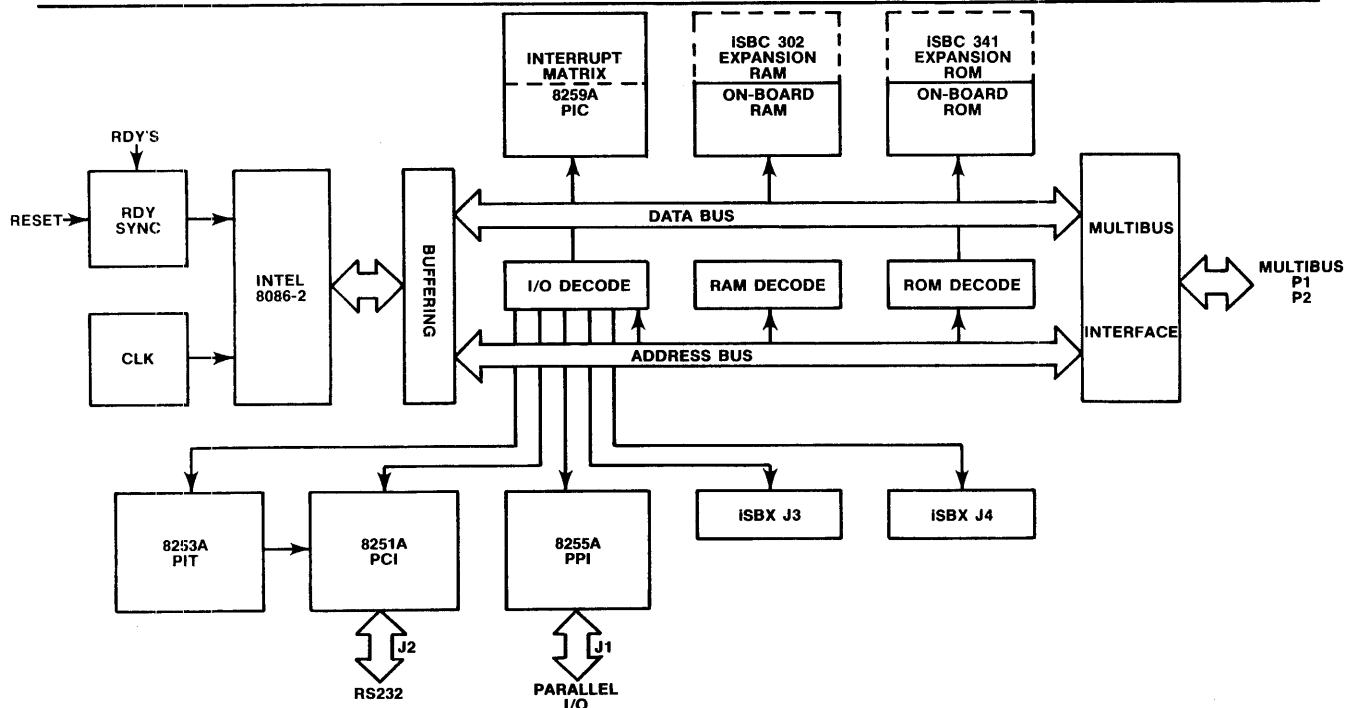 INTERRUPT
MATRIX
8259A
PIC
iSBC 302
EXPANSION
RAM
ON-BOARD
RAM
iSBC 341
EXPANSION
ROM
ON-BOARD
ROM
RDY'S
RESET
RDY
SYNC
CLK
INTEL
8086-2
BUFFERING
DATA BUS
I/O DECODE
RAM DECODE
ROM DECODE
ADDRESS BUS
MULTIBUS
INTERFACE
MULTIBUS
P1
P2
8253A
PIT
8251A
PCI
8255A
PPI
iSBX J3
iSBX J4
J2
RS232
J1
PARALLEL
I/O